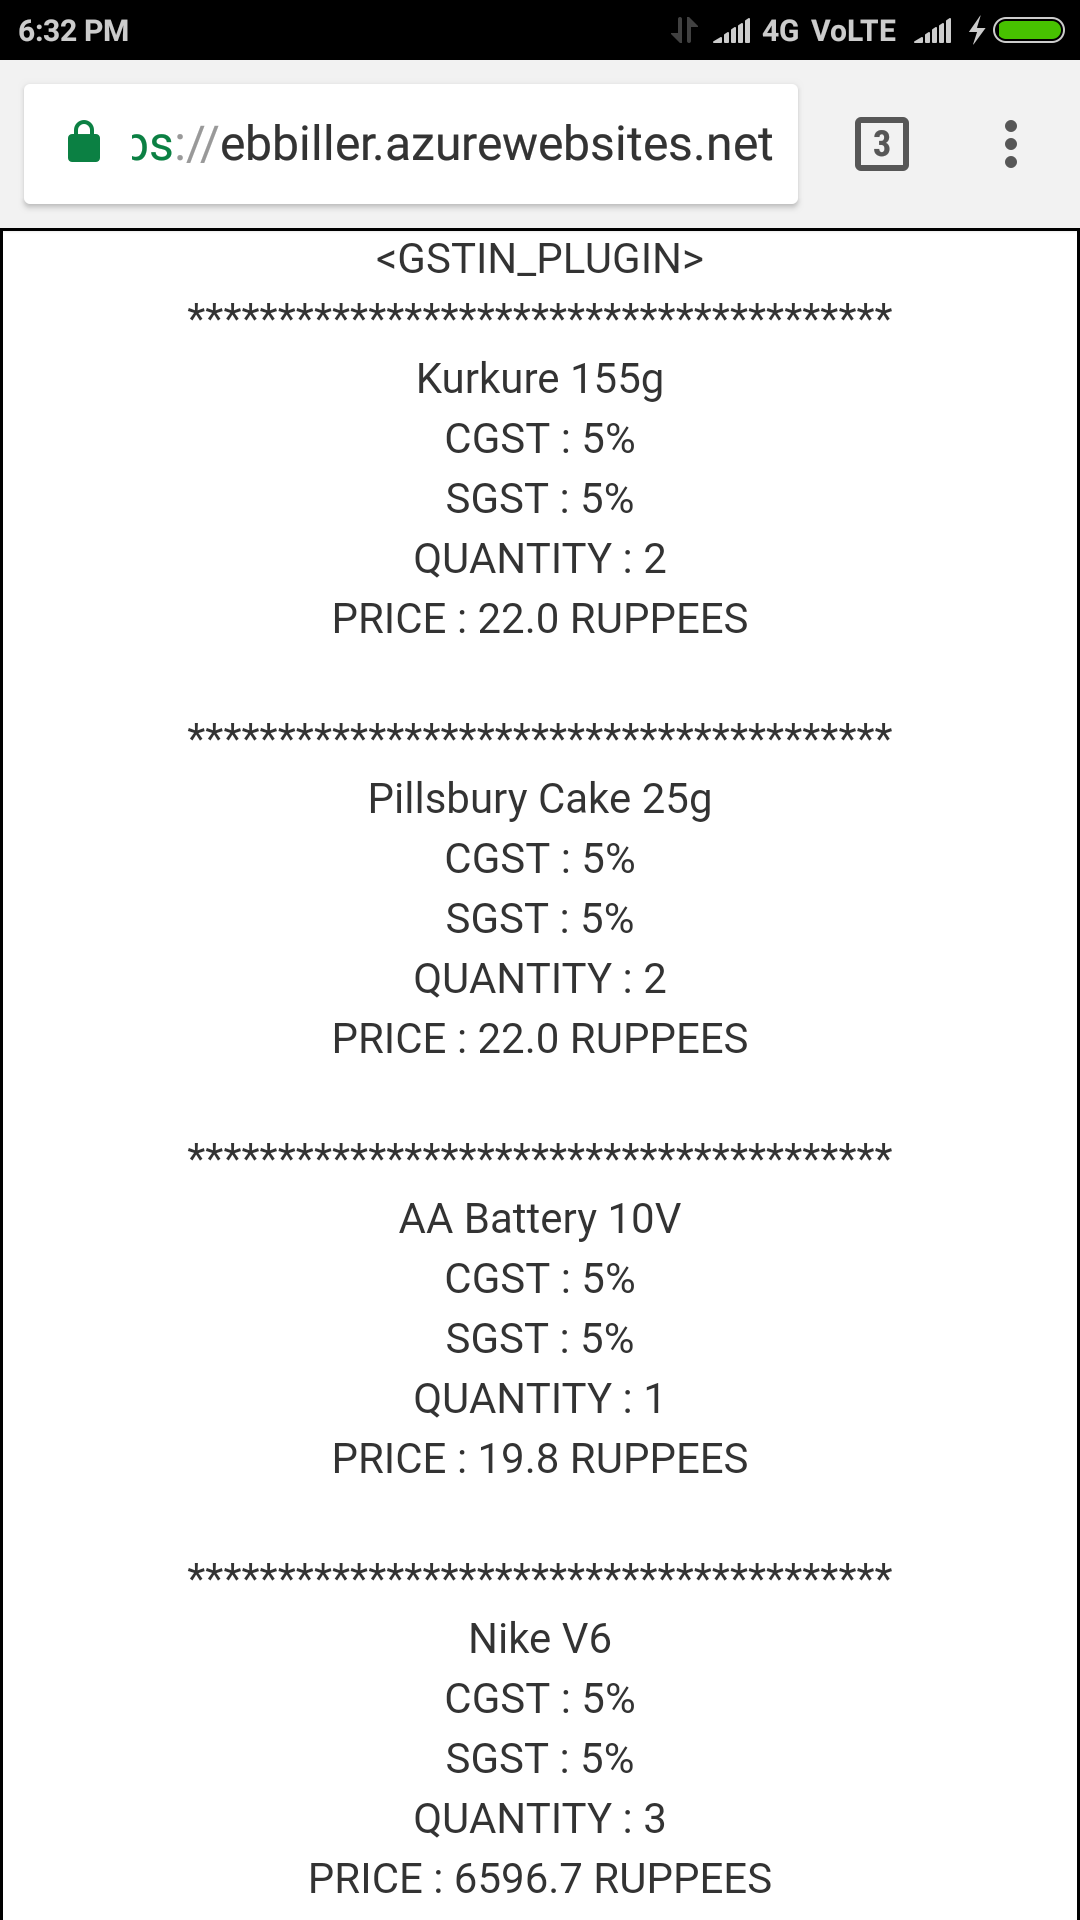 6:32 PM 4G VoLTE
ps://ebbiller.azurewebsites.net 3
<GSTIN_PLUGIN>
***************************************
Kurkure 155g
CGST : 5%
SGST : 5%
QUANTITY : 2
PRICE : 22.0 RUPPEES
***************************************
Pillsbury Cake 25g
CGST : 5%
SGST : 5%
QUANTITY : 2
PRICE : 22.0 RUPPEES
***************************************
AA Battery 10V
CGST : 5%
SGST : 5%
QUANTITY : 1
PRICE : 19.8 RUPPEES
***************************************
Nike V6
CGST : 5%
SGST : 5%
QUANTITY : 3
PRICE : 6596.7 RUPPEES